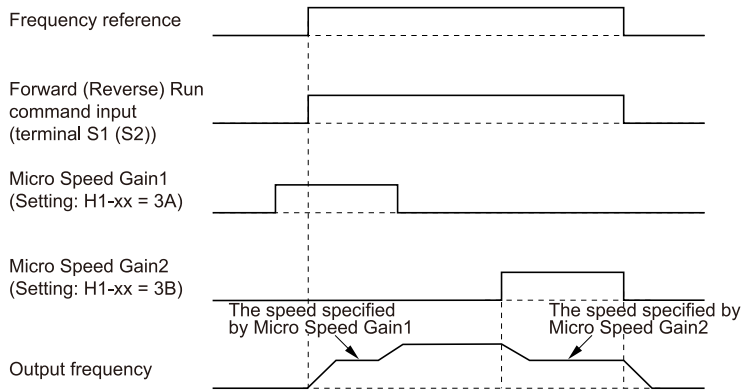 Frequency reference
Forward (Reverse) Run
command input
(terminal S1 (S2))
Micro Speed Gain1
(Setting: H1-xx = 3A)
Micro Speed Gain2
(Setting: H1-xx = 3B)
The speed specified
by Micro Speed Gain1
The speed specified by
Micro Speed Gain2
Output frequency